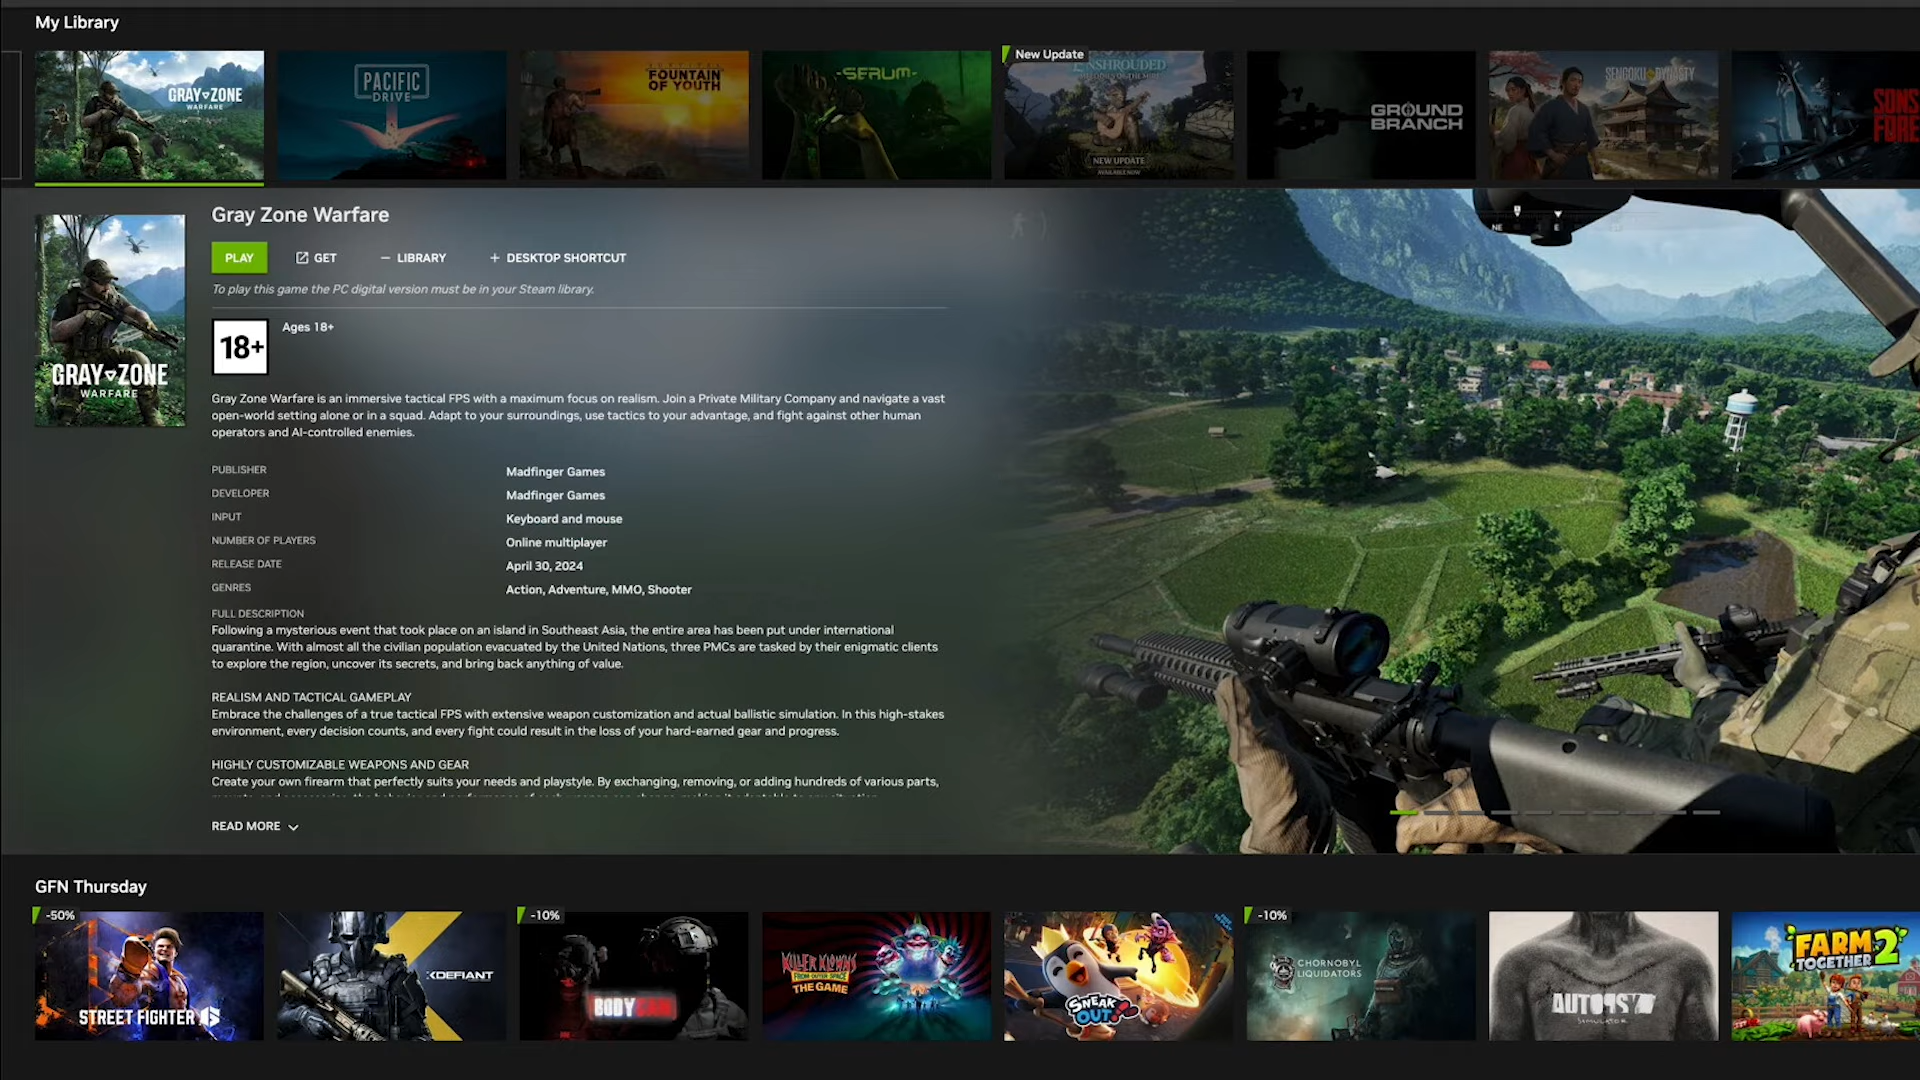 My Library
GRAY ZONE
WARFARE
PACIFIC
DRIVE
SURVIVAL
FOUNTAIN
OF YOUTH
-SERUM-
New Update
ENSHROUDED
NEW UPDATE
AVAILABLE NOW
GROUND
BRANCH
SENGOKU DYNASTY
SONS
FORE
GRAY ZONE
WARFARE
Gray Zone Warfare
PLAY
GET
− LIBRARY
+ DESKTOP SHORTCUT
To play this game the PC digital version must be in your Steam library.
18+
Ages 18+
Gray Zone Warfare is an immersive tactical FPS with a maximum focus on realism. Join a Private Military Company and navigate a vast
open-world setting alone or in a squad. Adapt to your surroundings, use tactics to your advantage, and fight against other human
operators and AI-controlled enemies.
PUBLISHER Madfinger Games
DEVELOPER Madfinger Games
INPUT Keyboard and mouse
NUMBER OF PLAYERS Online multiplayer
RELEASE DATE April 30, 2024
GENRES Action, Adventure, MMO, Shooter
FULL DESCRIPTION
Following a mysterious event that took place on an island in Southeast Asia, the entire area has been put under international
quarantine. With almost all the civilian population evacuated by the United Nations, three PMCs are tasked by their enigmatic clients
to explore the region, uncover its secrets, and bring back anything of value.
REALISM AND TACTICAL GAMEPLAY
Embrace the challenges of a true tactical FPS with extensive weapon customization and actual ballistic simulation. In this high-stakes
environment, every decision counts, and every fight could result in the loss of your hard-earned gear and progress.
HIGHLY CUSTOMIZABLE WEAPONS AND GEAR
Create your own firearm that perfectly suits your needs and playstyle. By exchanging, removing, or adding hundreds of various parts,
READ MORE
NE
E
GFN Thursday
-50%
STREET FIGHTER 6
XDEFIANT
-10%
BODYCAM
KILLER KLOWNS
FROM OUTER SPACE
THE GAME
SNEAK
OUT
-10%
CHORNOBYL
LIQUIDATORS
AUTOPSY
SIMULATOR
FARM
TOGETHER 2